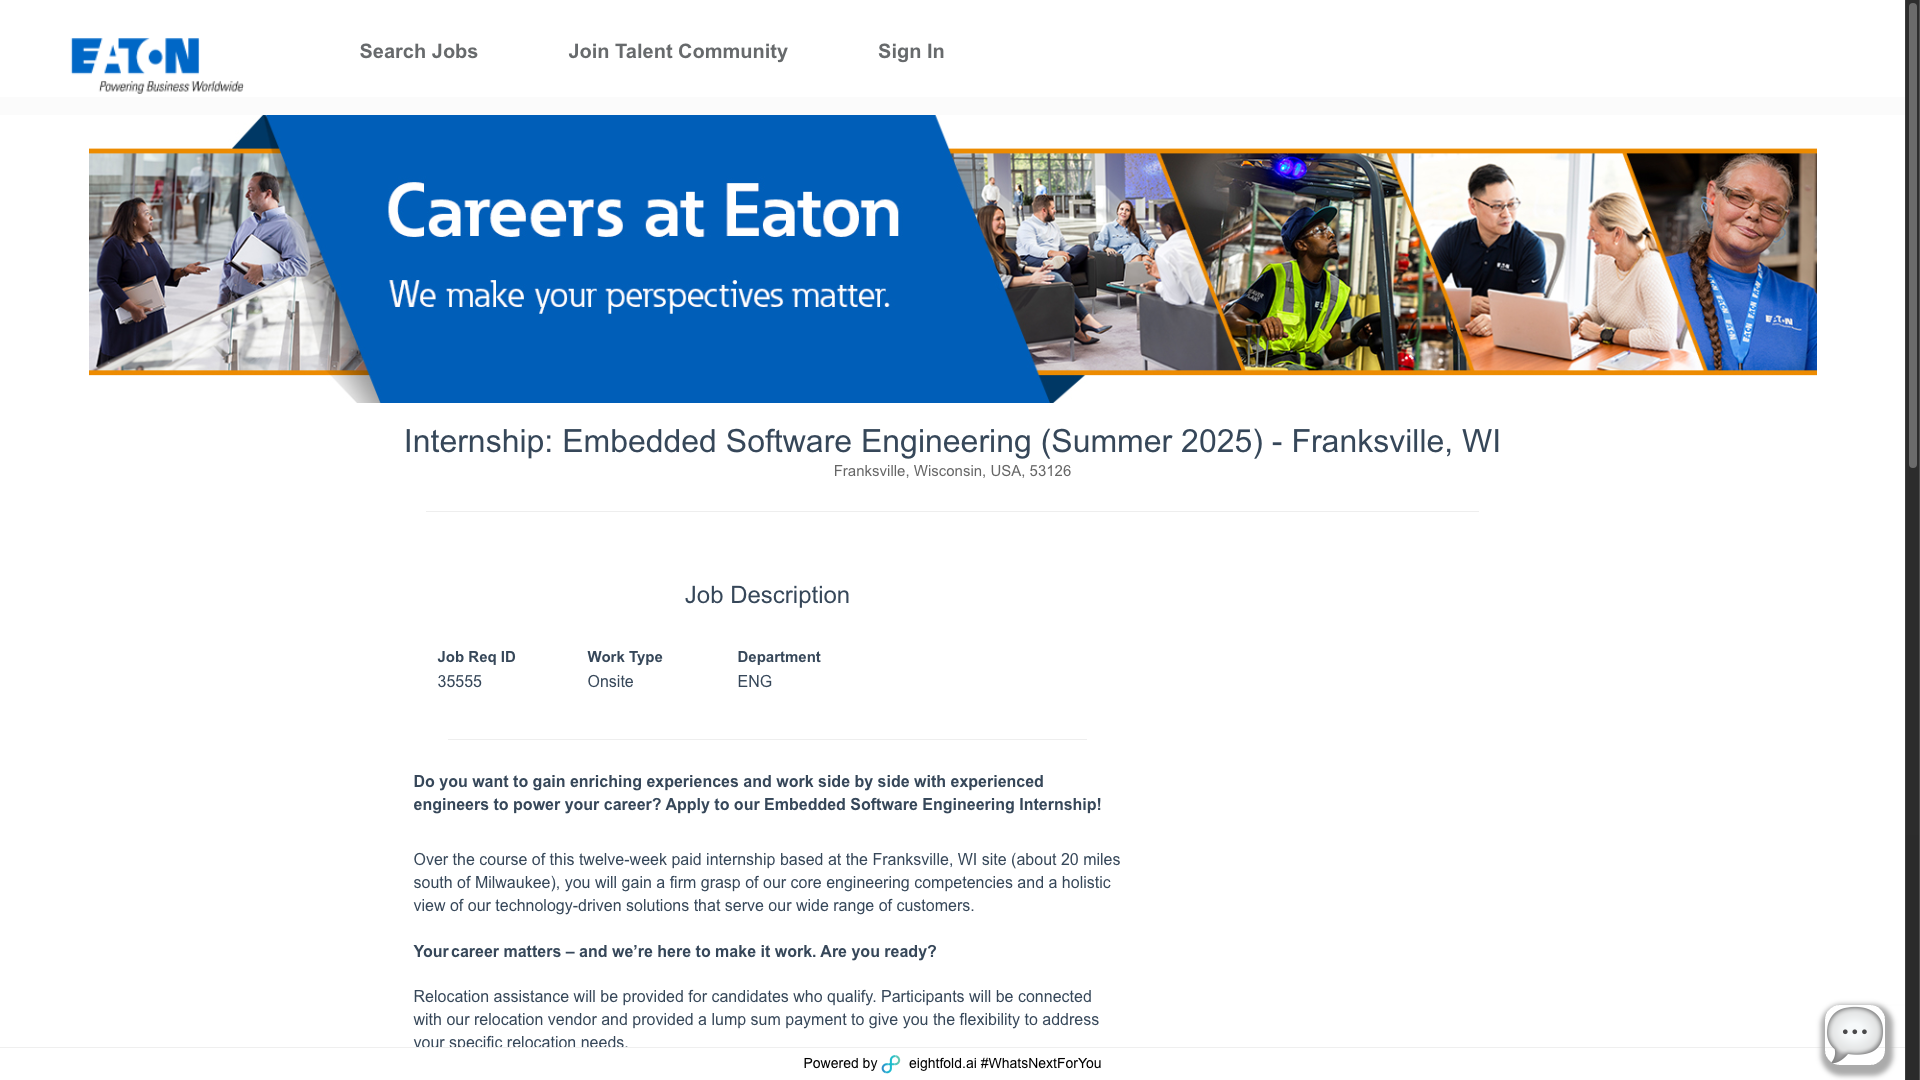 EATON
Powering Business Worldwide
Search Jobs
Join Talent Community
Sign In
Careers at Eaton
We make your perspectives matter.
Internship: Embedded Software Engineering (Summer 2025) - Franksville, WI
Franksville, Wisconsin, USA, 53126
Job Description
Job Req ID
35555
Work Type
Onsite
Department
ENG
Do you want to gain enriching experiences and work side by side with experienced
engineers to power your career? Apply to our Embedded Software Engineering Internship!
Over the course of this twelve-week paid internship based at the Franksville, WI site (about 20 miles
south of Milwaukee), you will gain a firm grasp of our core engineering competencies and a holistic
view of our technology-driven solutions that serve our wide range of customers.
Your career matters – and we’re here to make it work. Are you ready?
Relocation assistance will be provided for candidates who qualify. Participants will be connected
with our relocation vendor and provided a lump sum payment to give you the flexibility to address
your specific relocation needs.
Powered by eightfold.ai #WhatsNextForYou